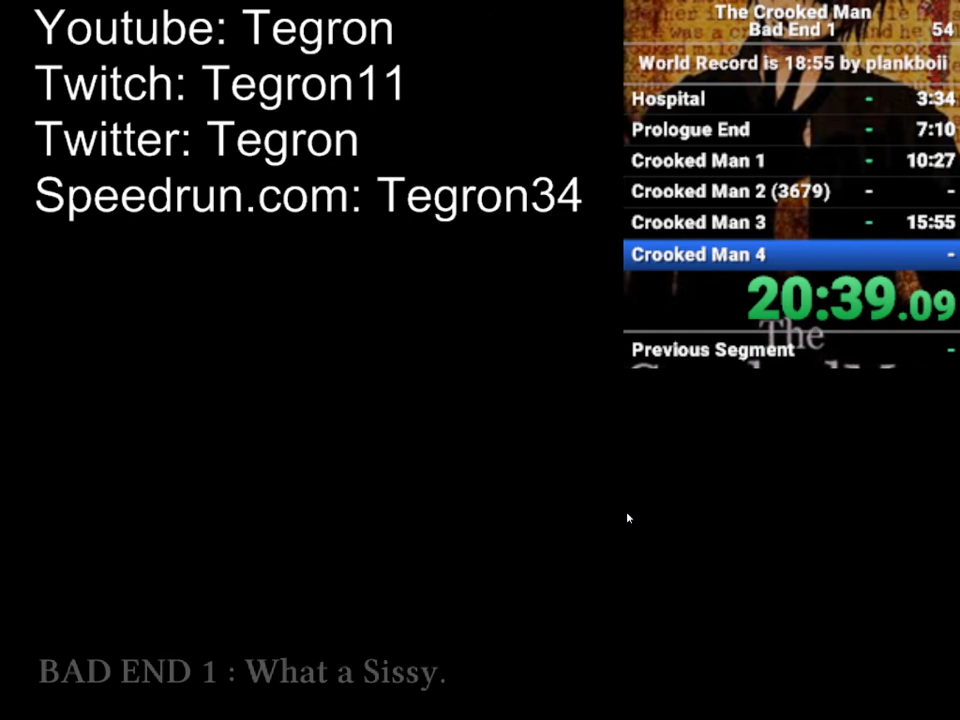 Youtube: Tegron
Twitch: Tegron11
Twitter: Tegron
Speedrun.com: Tegron34
The Crooked Man
Bad End 1 54
World Record is 18:55 by plankboii
Hospital - 3:34
Prologue End - 7:10
Crooked Man 1 - 10:27
Crooked Man 2 (3679) - -
Crooked Man 3 - 15:55
Crooked Man 4 -
20:39.09
The
Previous Segment -
BAD END 1 : What a Sissy.